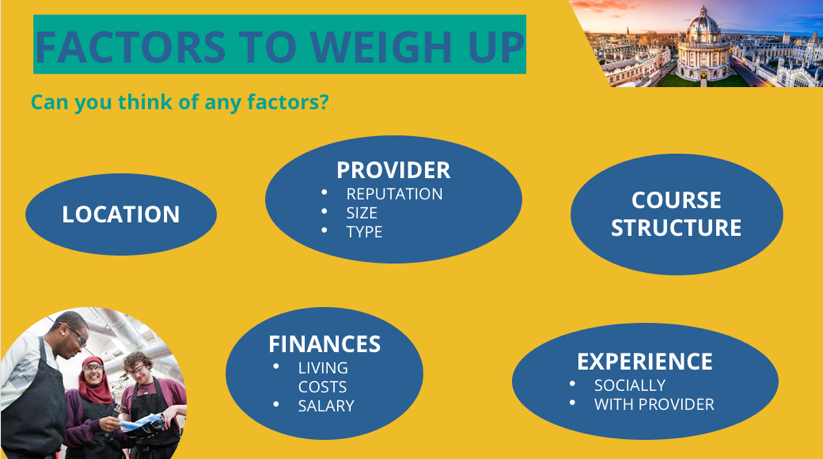 FACTORS TO WEIGH UP
Can you think of any factors?
LOCATION
PROVIDER
• REPUTATION
• SIZE
• TYPE
COURSE
STRUCTURE
FINANCES
• LIVING
COSTS
• SALARY
EXPERIENCE
• SOCIALLY
• WITH PROVIDER